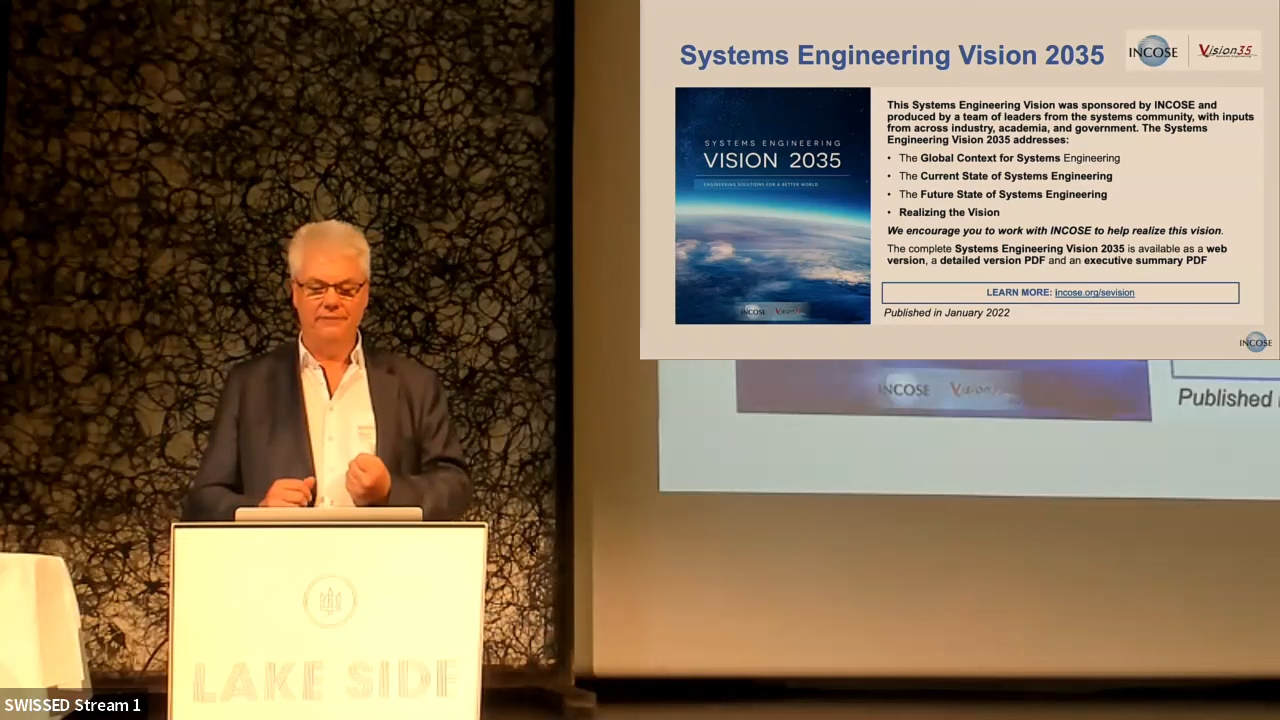 Systems Engineering Vision 2035
INCOSE
Vision35
SYSTEMS ENGINEERING
VISION 2035
ENGINEERING SOLUTIONS FOR A BETTER WORLD
INCOSE
This Systems Engineering Vision was sponsored by INCOSE and
produced by a team of leaders from the systems community, with inputs
from across industry, academia, and government. The Systems
Engineering Vision 2035 addresses:
• The Global Context for Systems Engineering
• The Current State of Systems Engineering
• The Future State of Systems Engineering
• Realizing the Vision
We encourage you to work with INCOSE to help realize this vision.
The complete Systems Engineering Vision 2035 is available as a web
version, a detailed version PDF and an executive summary PDF
LEARN MORE: incose.org/sevision
Published in January 2022
INCOSE
INCOSE
Published
LAKE SIDE
SWISSED Stream 1